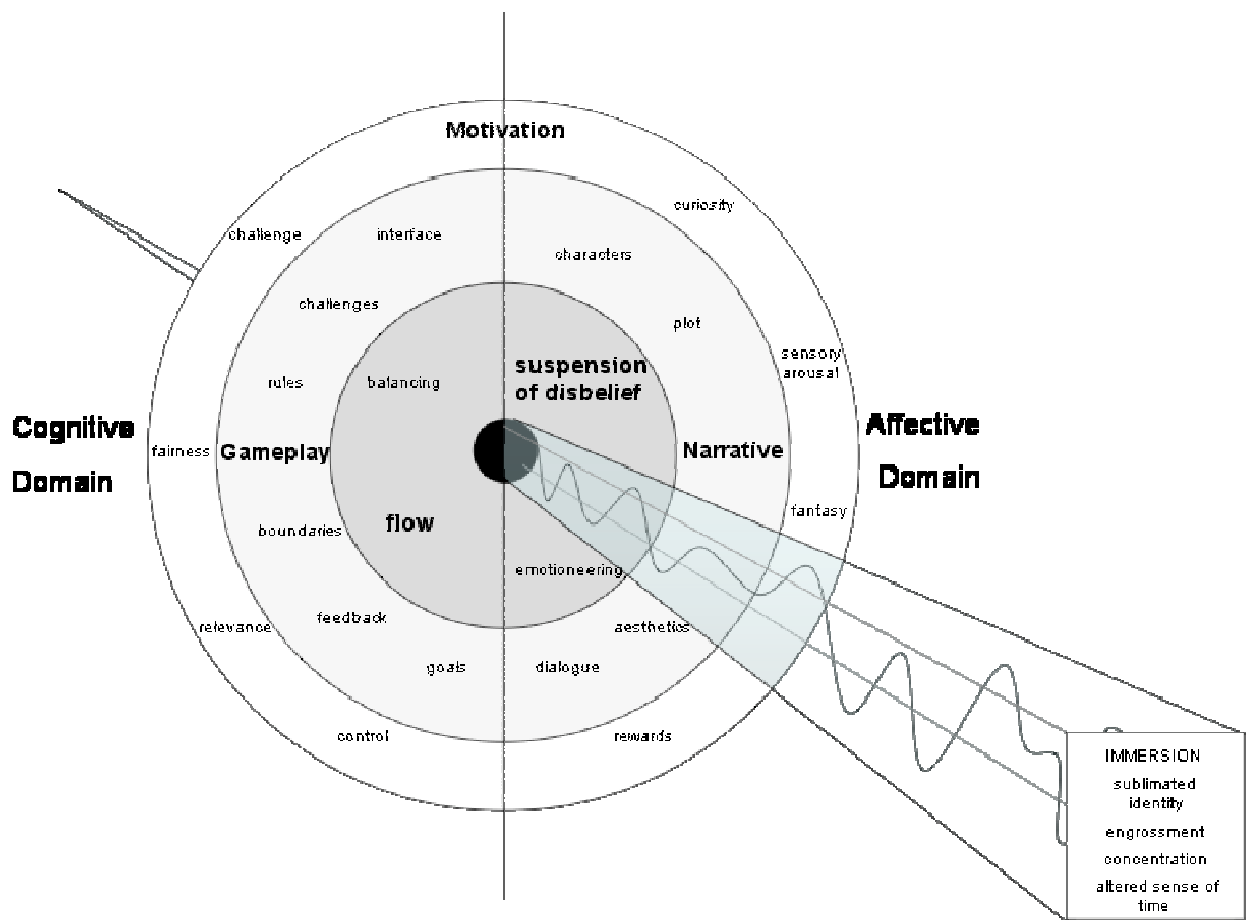 Motivation
curiosity
challenge
interface
characters
challenges
plot
sensory
arousal
suspension
of disbelief
rules
balancing
Cognitive
Domain
Affective
Domain
fairness
Gameplay
Narrative
fantasy
flow
boundaries
emotioneering
feedback
relevance
aesthetics
goals
dialogue
control
rewards
IMMERSION
sublimated
identity
engrossment
concentration
altered sense of
time